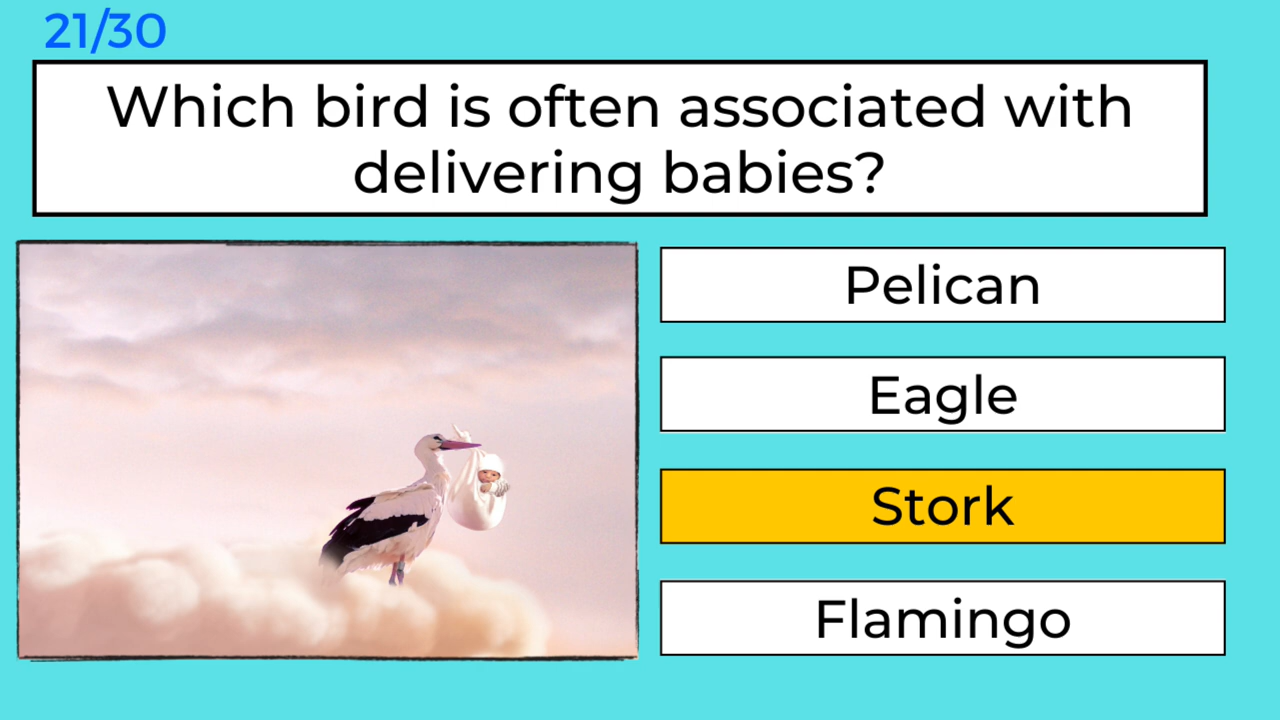 21/30
Which bird is often associated with
delivering babies?
Pelican
Eagle
Stork
Flamingo